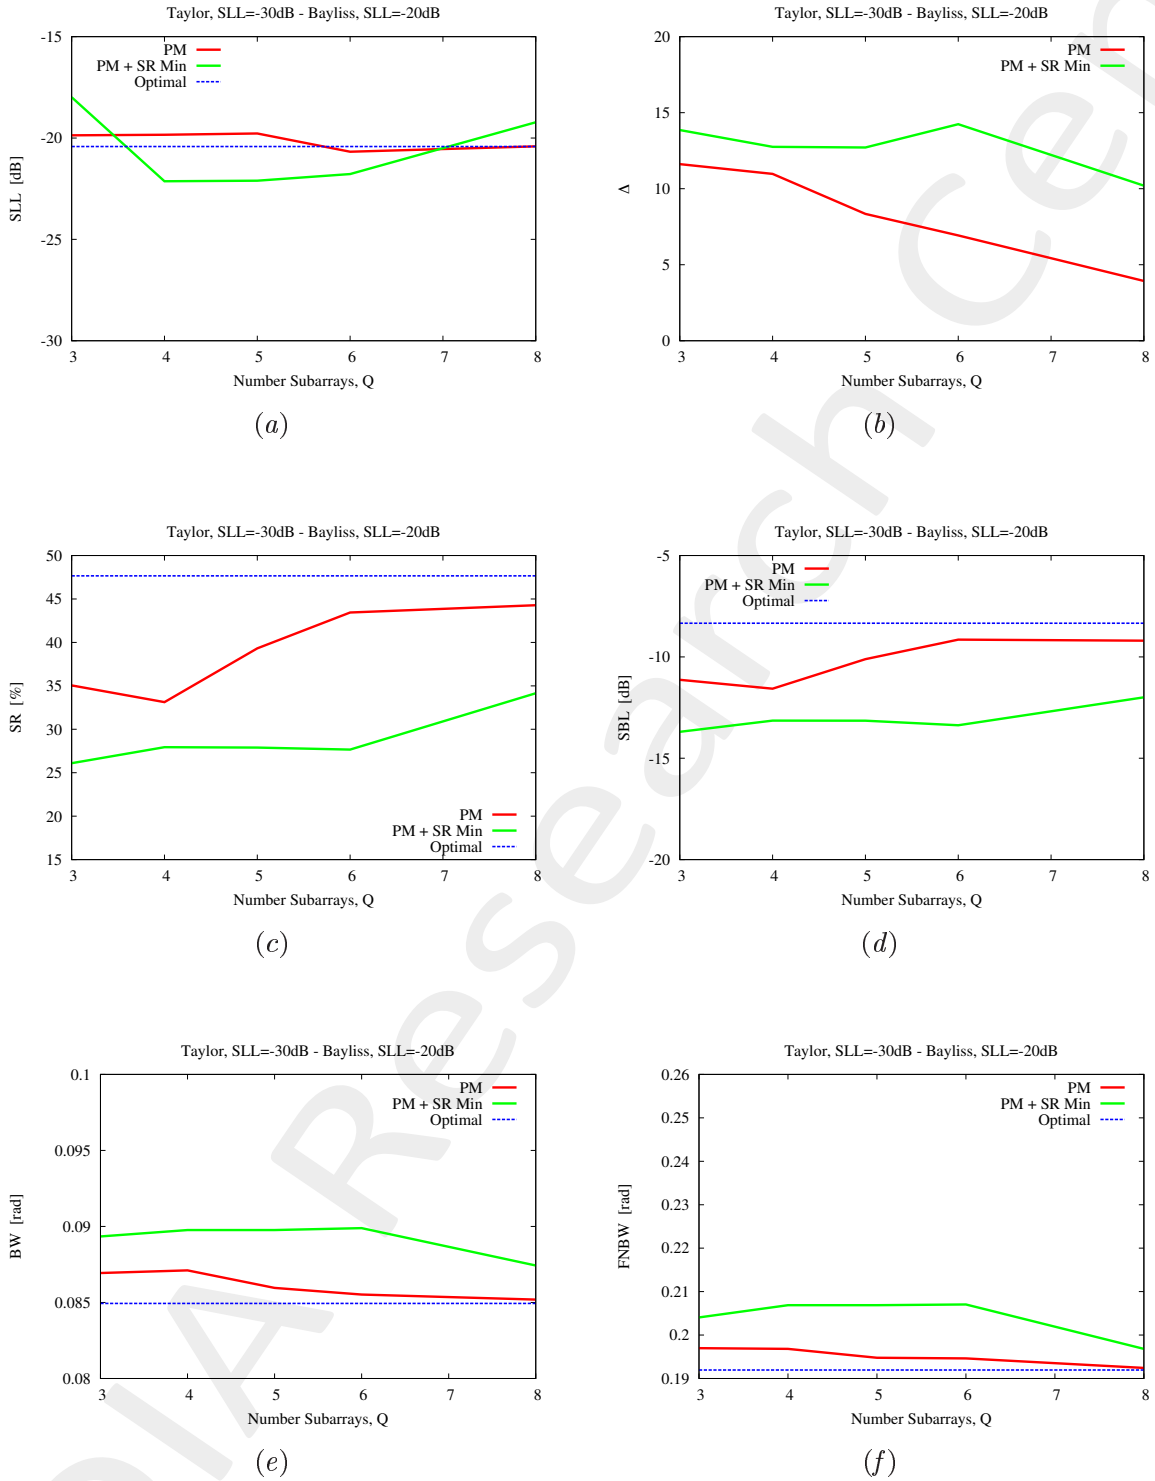 Taylor, SLL=-30dB - Bayliss, SLL=-20dB
-15
-20
-25
-30
SLL [dB]
PM
PM + SR Min
Optimal
3 4 5 6 7 8
Number Subarrays, Q
(a)
Taylor, SLL=-30dB - Bayliss, SLL=-20dB
20
15
10
5
0
Δ
PM
PM + SR Min
3 4 5 6 7 8
Number Subarrays, Q
(b)
Taylor, SLL=-30dB - Bayliss, SLL=-20dB
50
45
40
35
30
25
20
15
SR [%]
PM
PM + SR Min
Optimal
3 4 5 6 7 8
Number Subarrays, Q
(c)
Taylor, SLL=-30dB - Bayliss, SLL=-20dB
-5
-10
-15
-20
SBL [dB]
PM
PM + SR Min
Optimal
3 4 5 6 7 8
Number Subarrays, Q
(d)
Taylor, SLL=-30dB - Bayliss, SLL=-20dB
0.1
0.095
0.09
0.085
0.08
BW [rad]
PM
PM + SR Min
Optimal
3 4 5 6 7 8
Number Subarrays, Q
(e)
Taylor, SLL=-30dB - Bayliss, SLL=-20dB
0.26
0.25
0.24
0.23
0.22
0.21
0.2
0.19
FNBW [rad]
PM
PM + SR Min
Optimal
3 4 5 6 7 8
Number Subarrays, Q
(f)
DIA Research Cen